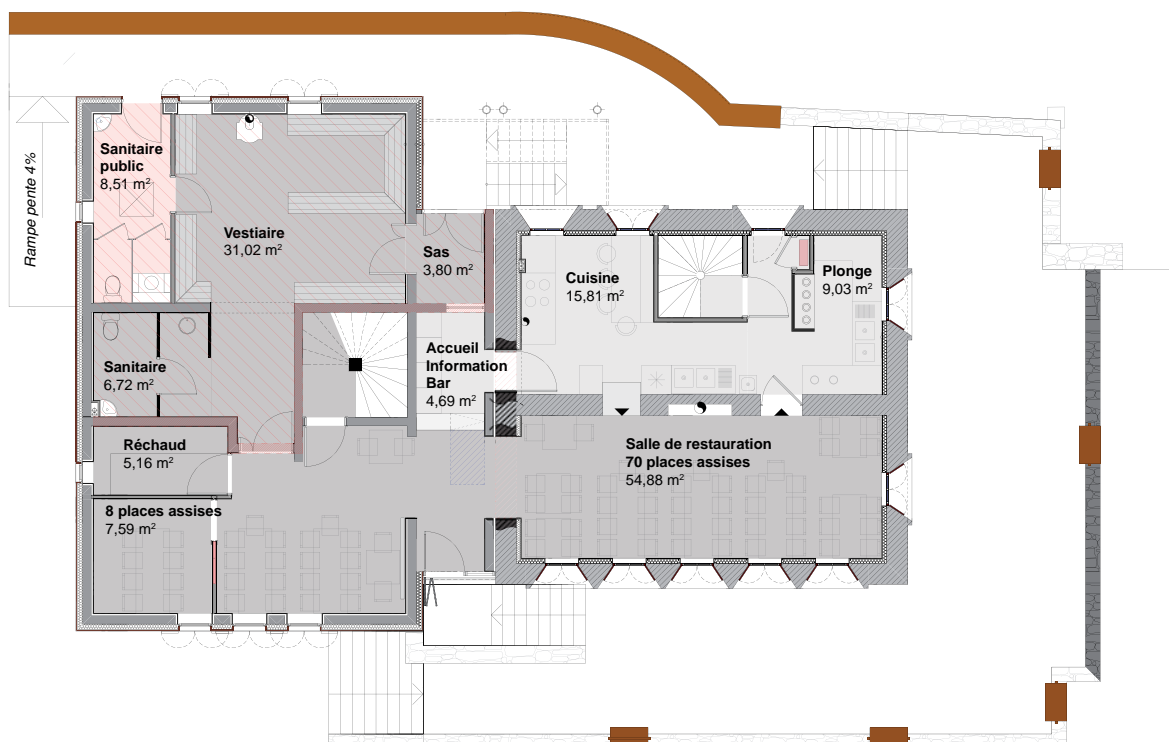 Rampe pente 4%
Sanitaire
public
8,51 m²
Vestiaire
31,02 m²
Sas
3,80 m²
Cuisine
15,81 m²
Plonge
9,03 m²
Sanitaire
6,72 m²
Accueil
Information
Bar
4,69 m²
Réchaud
5,16 m²
Salle de restauration
70 places assises
54,88 m²
8 places assises
7,59 m²